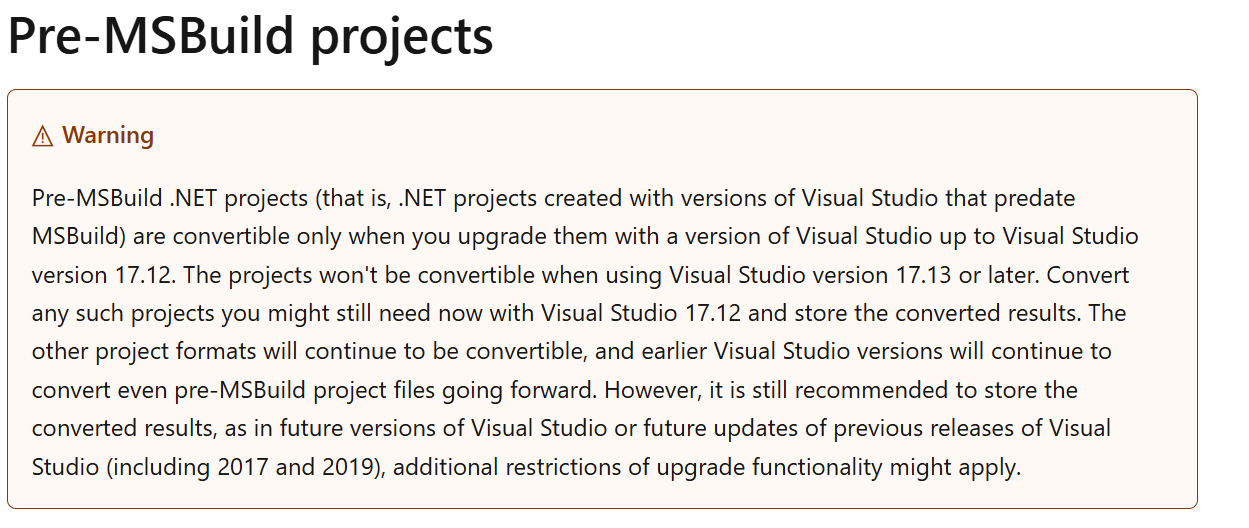 Pre-MSBuild projects
Warning
Pre-MSBuild .NET projects (that is, .NET projects created with versions of Visual Studio that predate
MSBuild) are convertible only when you upgrade them with a version of Visual Studio up to Visual Studio
version 17.12. The projects won't be convertible when using Visual Studio version 17.13 or later. Convert
any such projects you might still need now with Visual Studio 17.12 and store the converted results. The
other project formats will continue to be convertible, and earlier Visual Studio versions will continue to
convert even pre-MSBuild project files going forward. However, it is still recommended to store the
converted results, as in future versions of Visual Studio or future updates of previous releases of Visual
Studio (including 2017 and 2019), additional restrictions of upgrade functionality might apply.